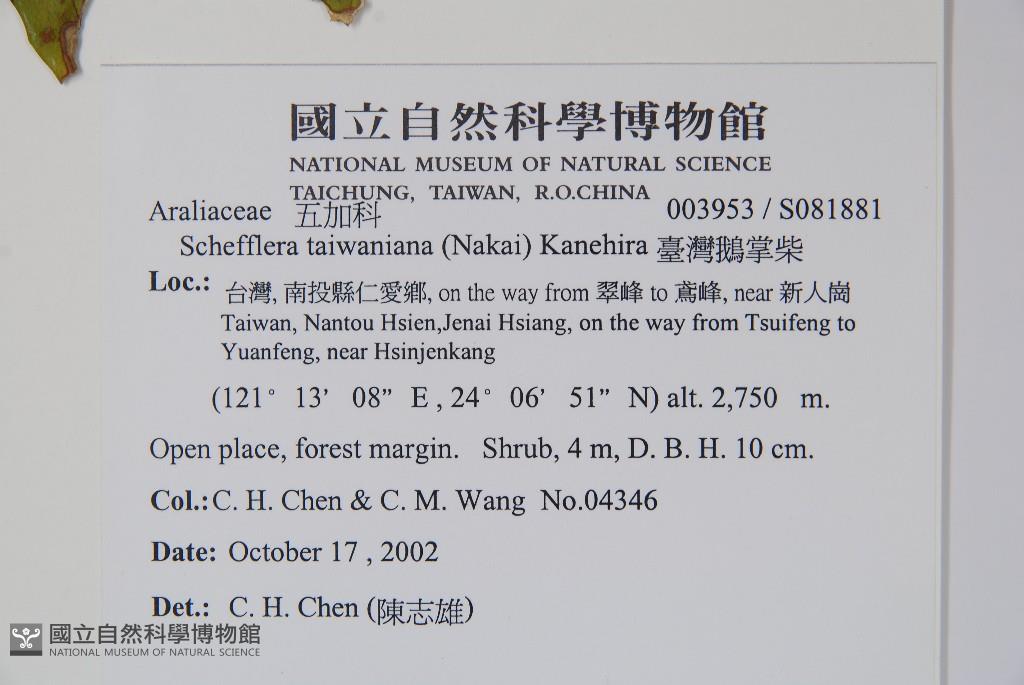 國立自然科學博物館
NATIONAL MUSEUM OF NATURAL SCIENCE
TAICHUNG, TAIWAN, R.O.CHINA
Araliaceae 五加科 003953 / S081881
Schefflera taiwaniana (Nakai) Kanehira 臺灣鵝掌柴
Loc.: 台灣, 南投縣仁愛鄉, on the way from 翠峰 to 鳶峰, near 新人崗
Taiwan, Nantou Hsien,Jenai Hsiang, on the way from Tsuifeng to
Yuanfeng, near Hsinjenkang
(121° 13’ 08” E , 24° 06’ 51” N) alt. 2,750 m.
Open place, forest margin. Shrub, 4 m, D. B. H. 10 cm.
Col.: C. H. Chen & C. M. Wang No.04346
Date: October 17 , 2002
Det.: C. H. Chen (陳志雄)
國立自然科學博物館
NATIONAL MUSEUM OF NATURAL SCIENCE